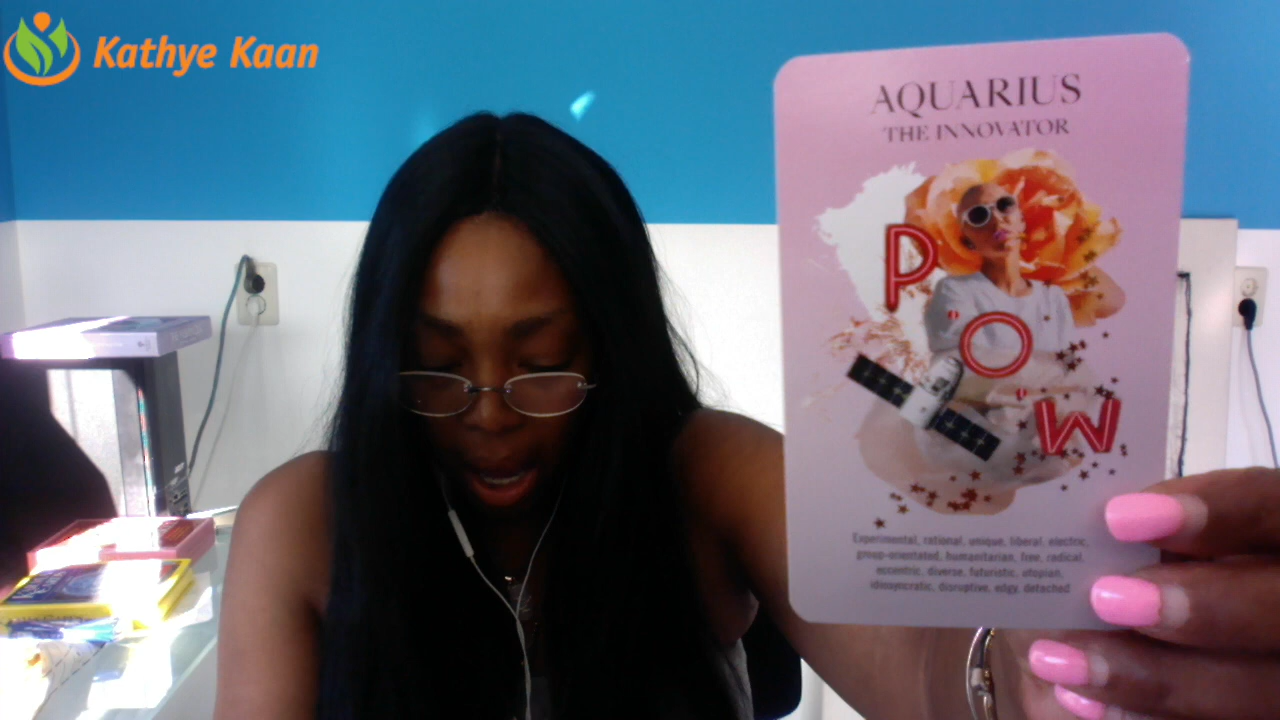 Kathye Kaan
AQUARIUS
THE INNOVATOR
P
O
W
Experimental, rational, unique, liberal, electric,
group-orientated, humanitarian, free, radical,
eccentric, diverse, futuristic, utopian,
idiosyncratic, disruptive, edgy, detached